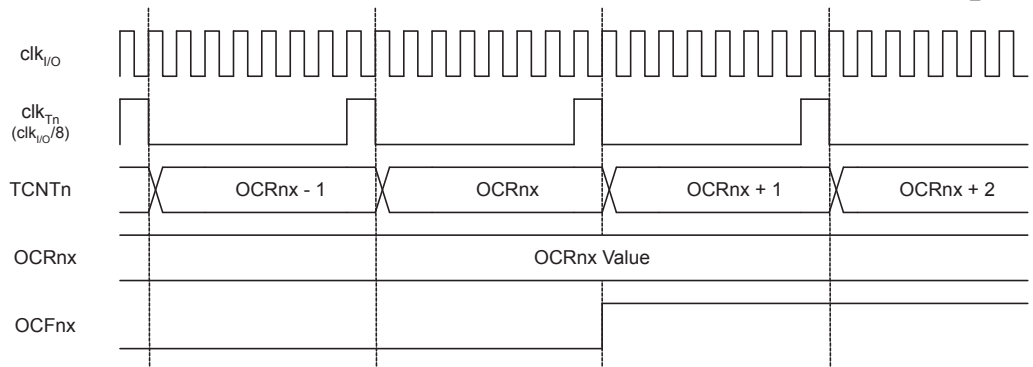 clkI/O
clkTn
(clkI/O/8)
TCNTn OCRnx - 1 OCRnx OCRnx + 1 OCRnx + 2
OCRnx OCRnx Value
OCFnx